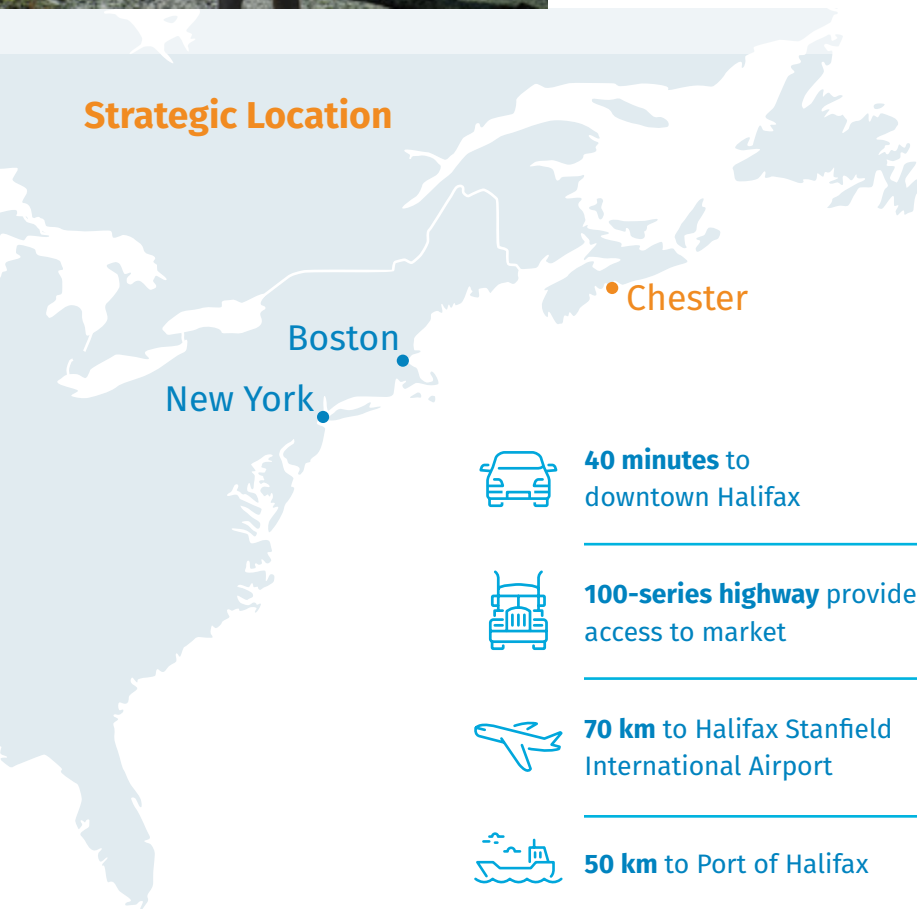 Strategic Location
Chester
Boston
New York
40 minutes to
downtown Halifax
100-series highway provide
access to market
70 km to Halifax Stanfield
International Airport
50 km to Port of Halifax